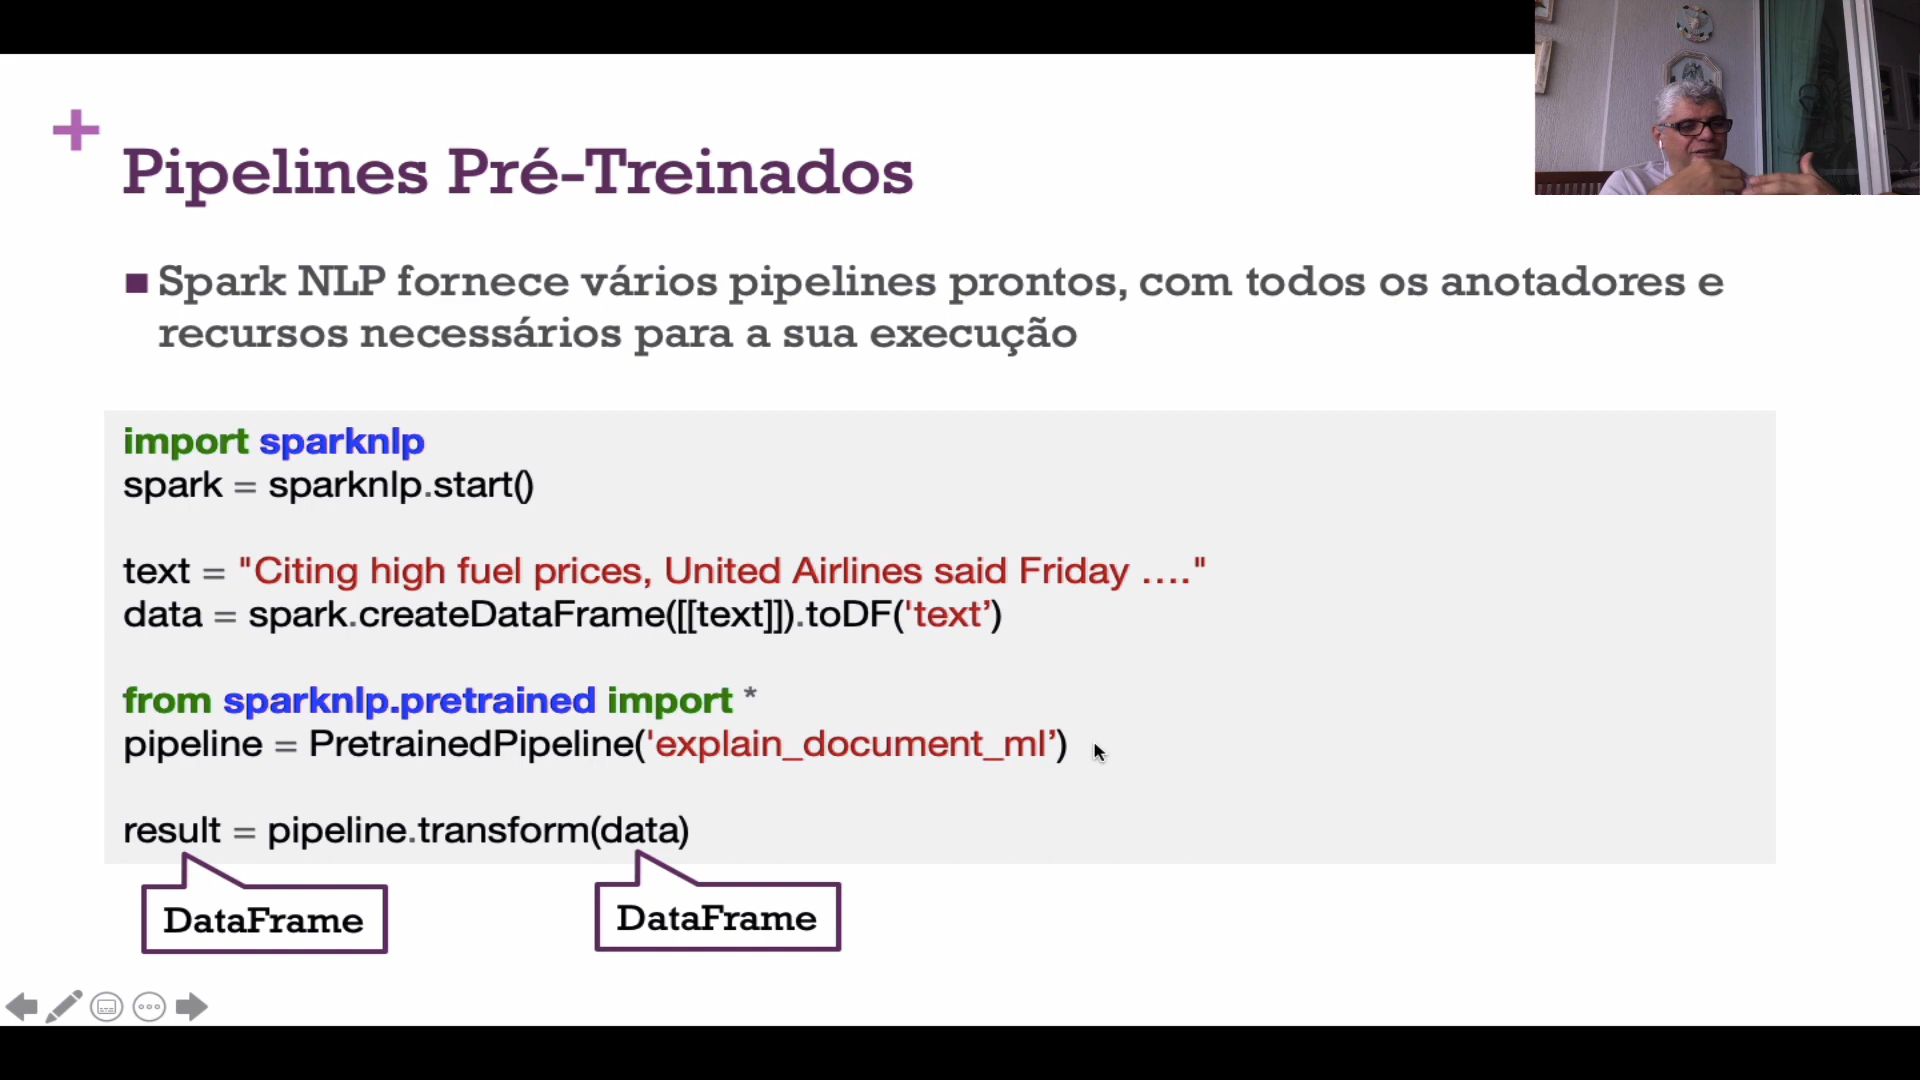 +
Pipelines Pré-Treinados
Spark NLP fornece vários pipelines prontos, com todos os anotadores e
recursos necessários para a sua execução
import sparknlp
spark = sparknlp.start()
text = "Citing high fuel prices, United Airlines said Friday …."
data = spark.createDataFrame([[text]]).toDF('text’)
from sparknlp.pretrained import *
pipeline = PretrainedPipeline('explain_document_ml’)
result = pipeline.transform(data)
DataFrame
DataFrame